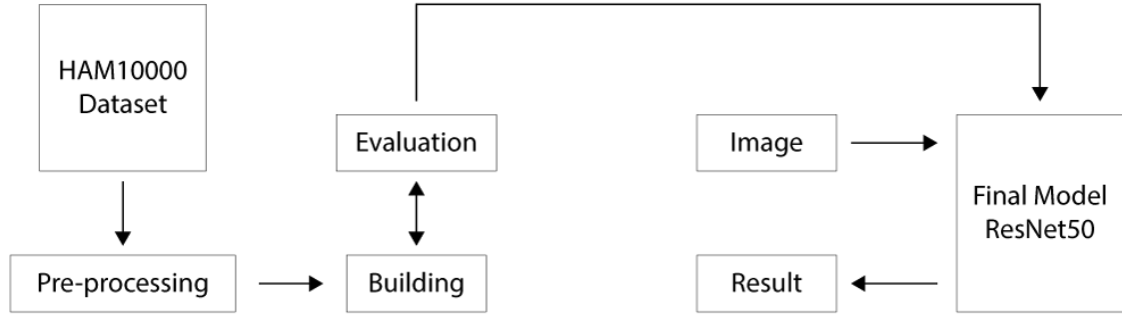 HAM10000
Dataset
Evaluation
Image
Final Model
ResNet50
Pre-processing
Building
Result